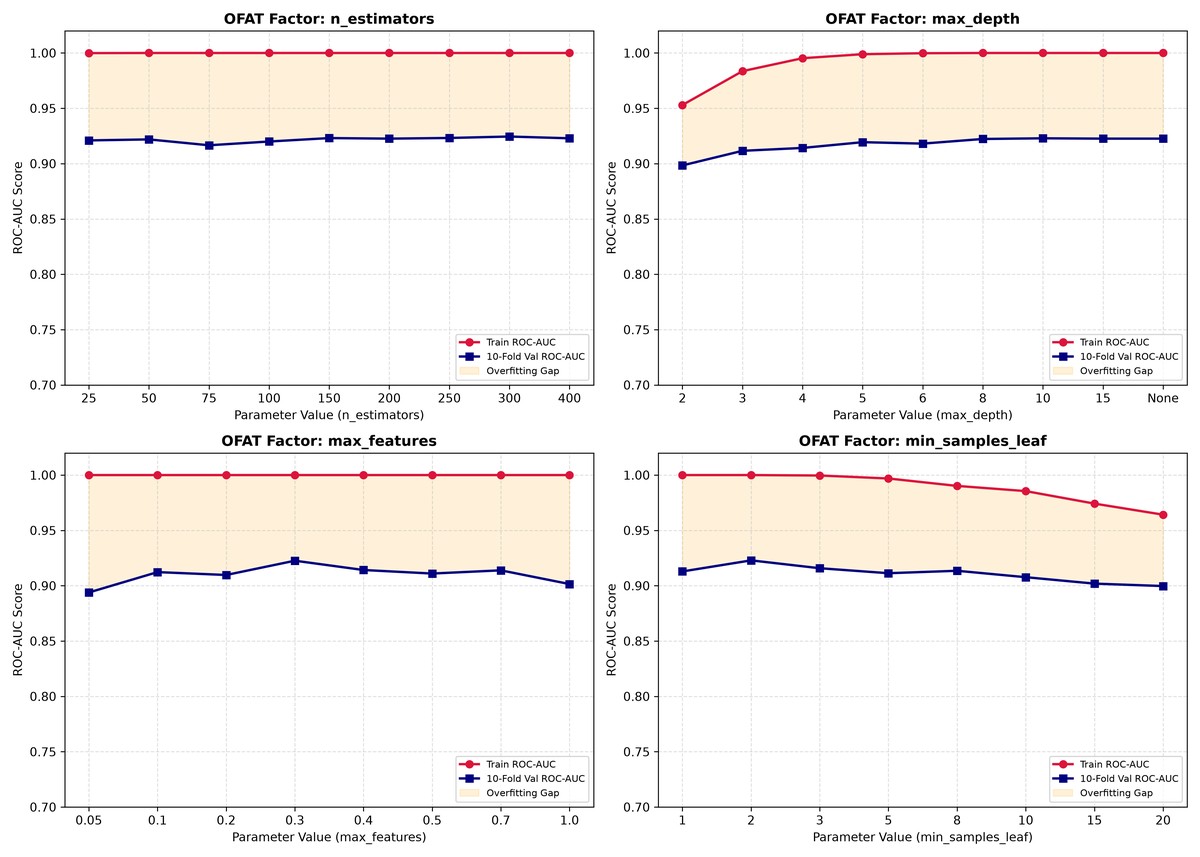 OFAT Factor: n_estimators
ROC-AUC Score
1.00
0.95
0.90
0.85
0.80
0.75
0.70
25 50 75 100 150 200 250 300 400
Parameter Value (n_estimators)
Train ROC-AUC
10-Fold Val ROC-AUC
Overfitting Gap
OFAT Factor: max_depth
ROC-AUC Score
1.00
0.95
0.90
0.85
0.80
0.75
0.70
2 3 4 5 6 8 10 15 None
Parameter Value (max_depth)
Train ROC-AUC
10-Fold Val ROC-AUC
Overfitting Gap
OFAT Factor: max_features
ROC-AUC Score
1.00
0.95
0.90
0.85
0.80
0.75
0.70
0.05 0.1 0.2 0.3 0.4 0.5 0.7 1.0
Parameter Value (max_features)
Train ROC-AUC
10-Fold Val ROC-AUC
Overfitting Gap
OFAT Factor: min_samples_leaf
ROC-AUC Score
1.00
0.95
0.90
0.85
0.80
0.75
0.70
1 2 3 5 8 10 15 20
Parameter Value (min_samples_leaf)
Train ROC-AUC
10-Fold Val ROC-AUC
Overfitting Gap